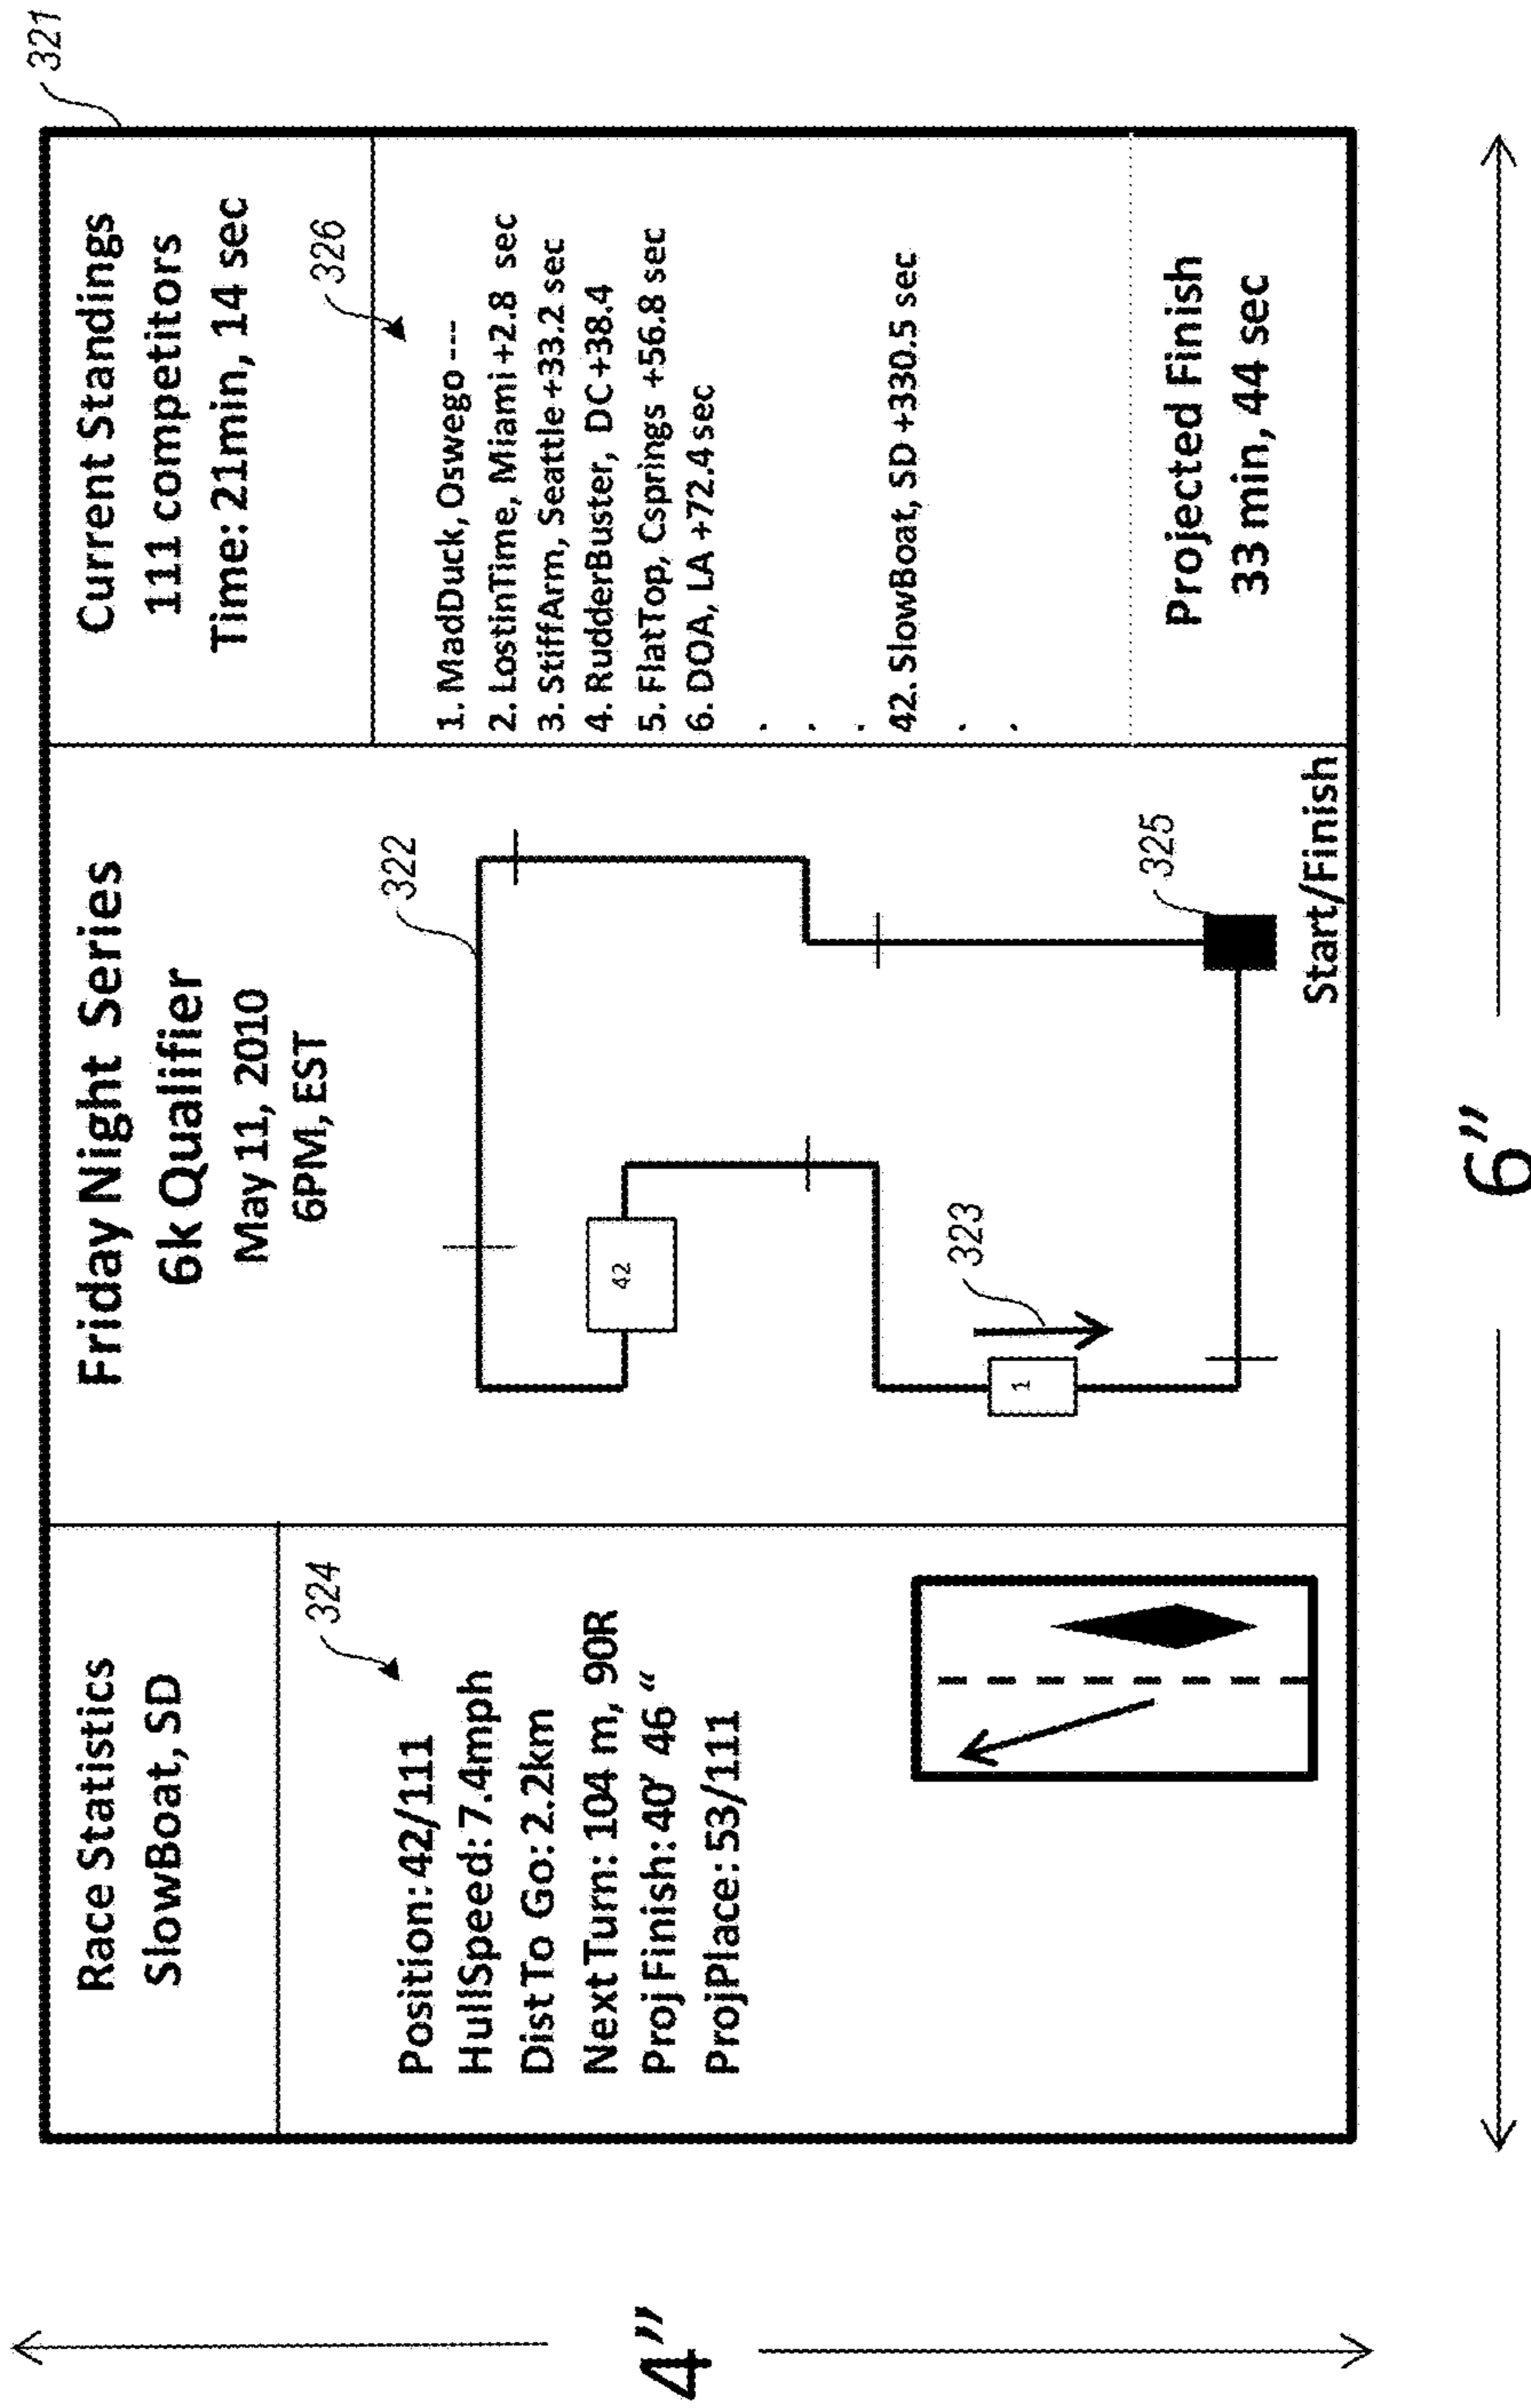 321
Race Statistics
SlowBoat, SD
324
Position: 42/111
HullSpeed: 7.4mph
Dist To Go: 2.2km
Next Turn: 104 m, 90R
Proj Finish: 40' 46 “
ProjPlace: 53/111
Friday Night Series
6k Qualifier
May 11, 2010
6PM, EST
322
42
323
1
325
Start/Finish
Current Standings
111 competitors
Time: 21min, 14 sec
326
1. MadDuck, Oswego ---
2. LostinTime, Miami +2.8 sec
3. StiffArm, Seattle +33.2 sec
4. RudderBuster, DC +38.4
5. FlatTop, Csprings +56.8 sec
6. DOA, LA +72.4 sec
.
.
.
42. SlowBoat, SD +330.5 sec
.
.
Projected Finish
33 min, 44 sec
4”
6”